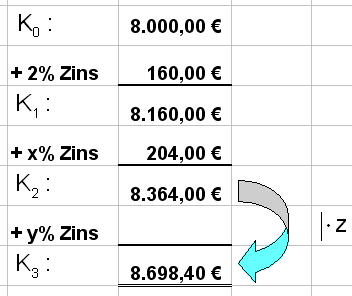 K₀ : 8.000,00 €
+ 2% Zins 160,00 €
K₁ : 8.160,00 €
+ x% Zins 204,00 €
K₂ : 8.364,00 €
+ y% Zins
|· z
K₃ : 8.698,40 €